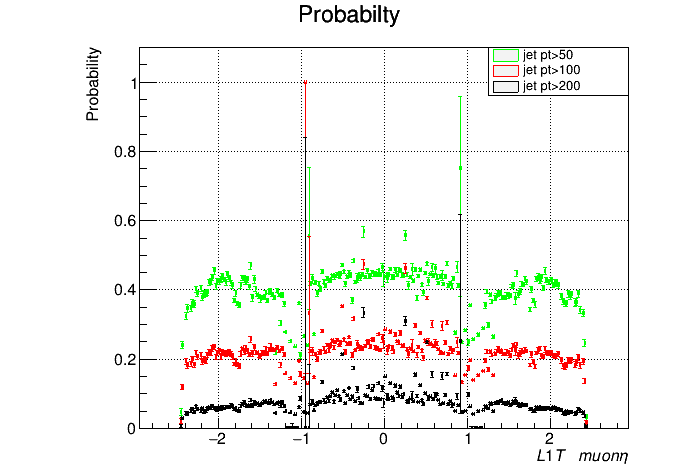 Probabilty
Probability
jet pt>50
jet pt>100
jet pt>200
1
0.8
0.6
0.4
0.2
0
−2 −1 0 1 2
L1T muonη